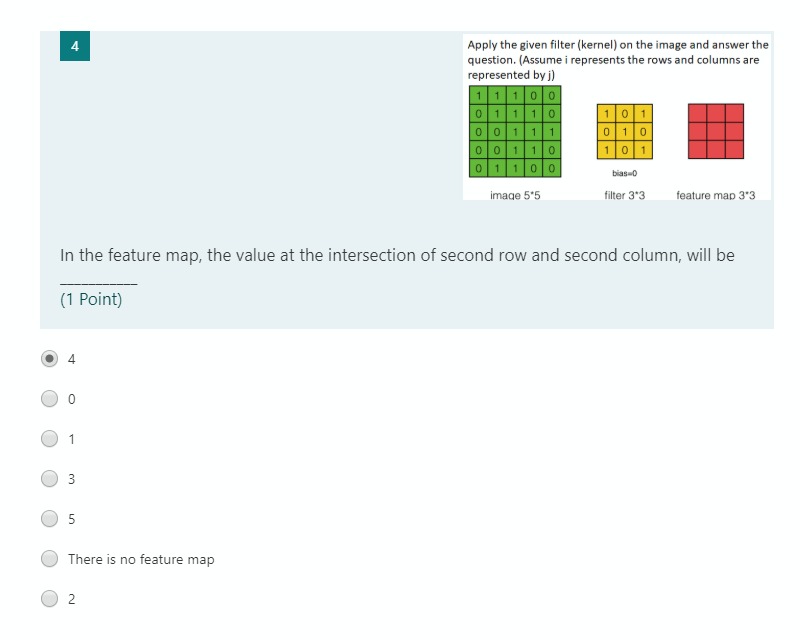 4
Apply the given filter (kernel) on the image and answer the
question. (Assume i represents the rows and columns are
represented by j)
1 1 1 0 0
0 1 1 1 0
0 0 1 1 1
0 0 1 1 0
0 1 1 0 0
1 0 1
0 1 0
1 0 1
bias=0
image 5*5
filter 3*3
feature map 3*3
In the feature map, the value at the intersection of second row and second column, will be
___________
(1 Point)
4
0
1
3
5
There is no feature map
2